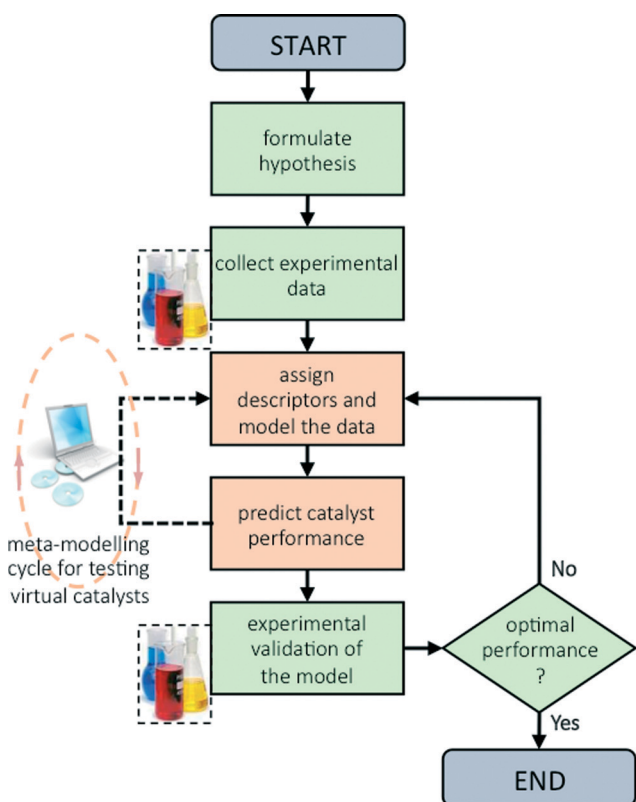 START
formulate
hypothesis
collect experimental
data
assign
descriptors and
model the data
predict catalyst
performance
meta-modelling
cycle for testing
virtual catalysts
experimental
validation of
the model
optimal
performance
?
No
Yes
END